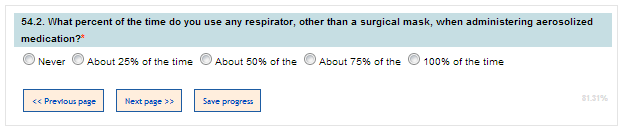 54.2. What percent of the time do you use any respirator, other than a surgical mask, when administering aerosolized
medication?*
Never About 25% of the time About 50% of the About 75% of the 100% of the time
<< Previous page Next page >> Save progress 81.31%